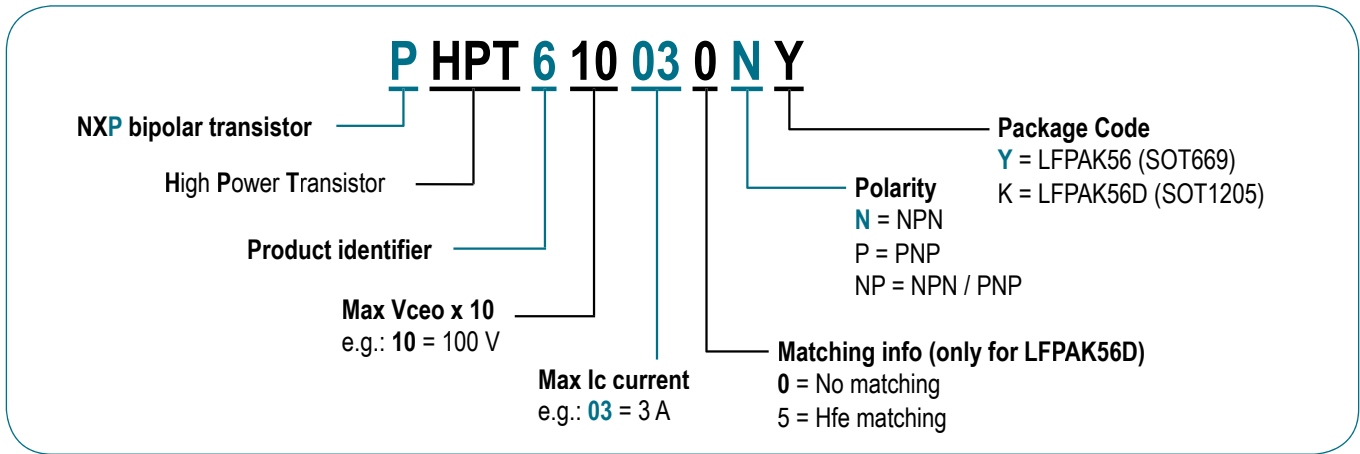 P HPT 6 10 03 0 N Y
NXP bipolar transistor
High Power Transistor
Product identifier
Max Vceo x 10
e.g.: 10 = 100 V
Max Ic current
e.g.: 03 = 3 A
Matching info (only for LFPAK56D)
0 = No matching
5 = Hfe matching
Polarity
N = NPN
P = PNP
NP = NPN / PNP
Package Code
Y = LFPAK56 (SOT669)
K = LFPAK56D (SOT1205)